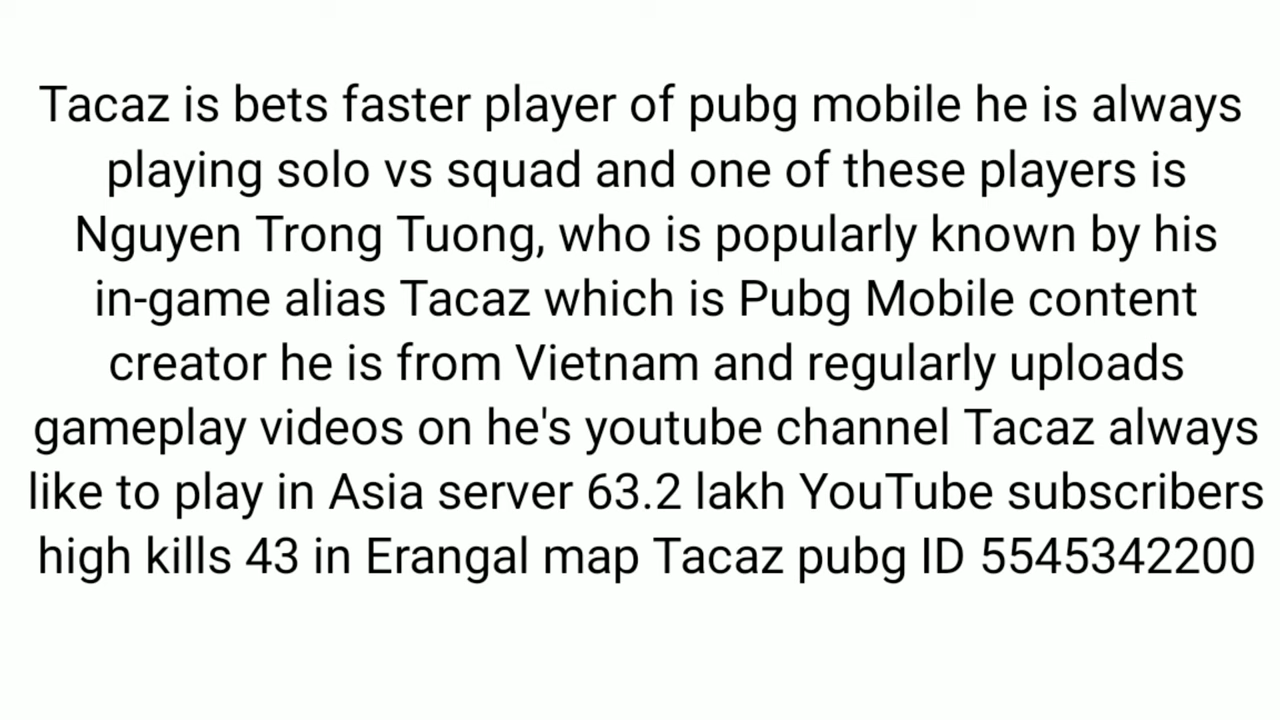 Tacaz is bets faster player of pubg mobile he is always
playing solo vs squad and one of these players is
Nguyen Trong Tuong, who is popularly known by his
in-game alias Tacaz which is Pubg Mobile content
creator he is from Vietnam and regularly uploads
gameplay videos on he's youtube channel Tacaz always
like to play in Asia server 63.2 lakh YouTube subscribers
high kills 43 in Erangal map Tacaz pubg ID 5545342200